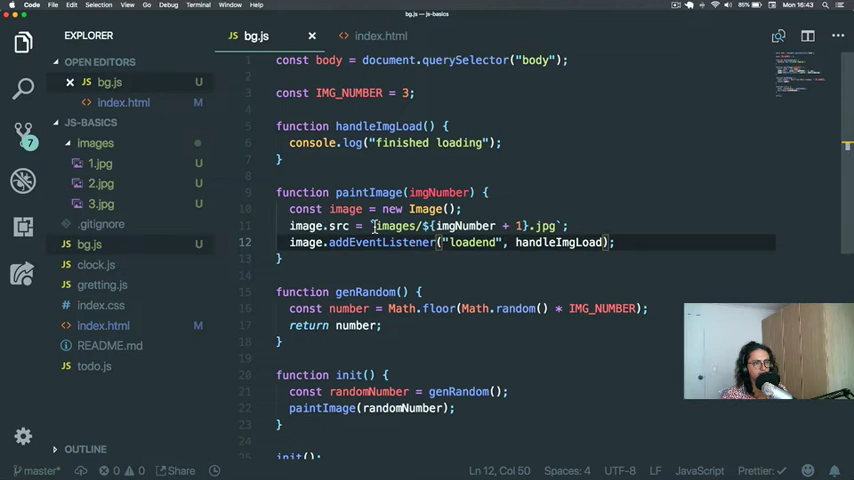 Code File Edit Selection View Go Debug Terminal Window Help
85% Mon 16:43
bg.js — js-basics
EXPLORER
bg.js
index.html
OPEN EDITORS
bg.js U
index.html M
JS-BASICS
images
1.jpg U
2.jpg U
3.jpg U
.gitignore
bg.js U
clock.js
gretting.js
index.css
index.html M
README.md
todo.js
OUTLINE
7
1 const body = document.querySelector("body");
2
3 const IMG_NUMBER = 3;
4
5 function handleImgLoad() {
6 console.log("finished loading");
7 }
8
9 function paintImage(imgNumber) {
10 const image = new Image();
11 image.src = `images/${imgNumber + 1}.jpg`;
12 image.addEventListener("loadend", handleImgLoad);
13 }
14
15 function genRandom() {
16 const number = Math.floor(Math.random() * IMG_NUMBER);
17 return number;
18 }
19
20 function init() {
21 const randomNumber = genRandom();
22 paintImage(randomNumber);
23 }
24
25 init();
master* 0 0 Share Ln 12, Col 50 Spaces: 4 UTF-8 LF JavaScript Prettier: ✓